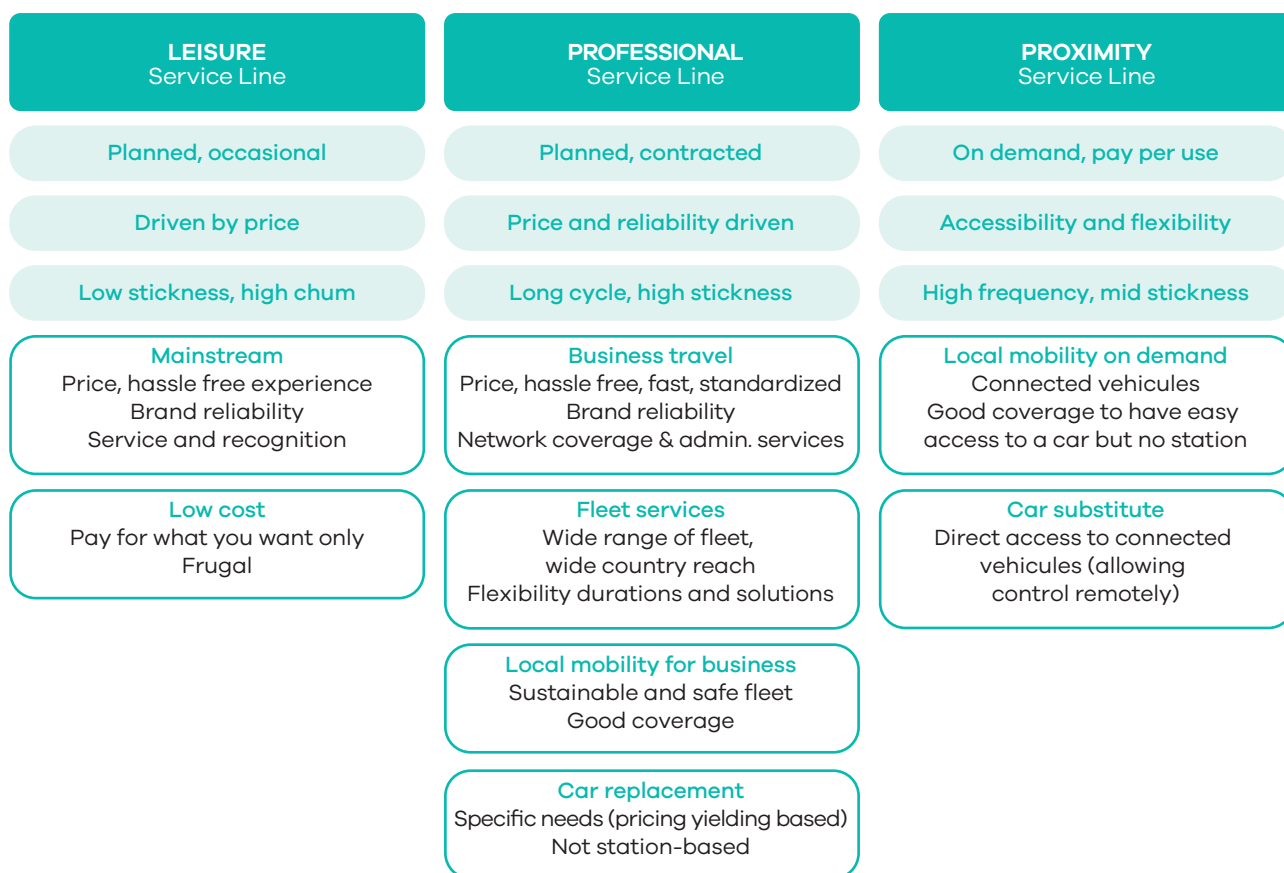 LEISURE
Service Line
Planned, occasional
Driven by price
Low stickness, high chum
Mainstream
Price, hassle free experience
Brand reliability
Service and recognition
Low cost
Pay for what you want only
Frugal
PROFESSIONAL
Service Line
Planned, contracted
Price and reliability driven
Long cycle, high stickness
Business travel
Price, hassle free, fast, standardized
Brand reliability
Network coverage & admin. services
Fleet services
Wide range of fleet,
wide country reach
Flexibility durations and solutions
Local mobility for business
Sustainable and safe fleet
Good coverage
Car replacement
Specific needs (pricing yielding based)
Not station-based
PROXIMITY
Service Line
On demand, pay per use
Accessibility and flexibility
High frequency, mid stickness
Local mobility on demand
Connected vehicules
Good coverage to have easy
access to a car but no station
Car substitute
Direct access to connected
vehicules (allowing
control remotely)